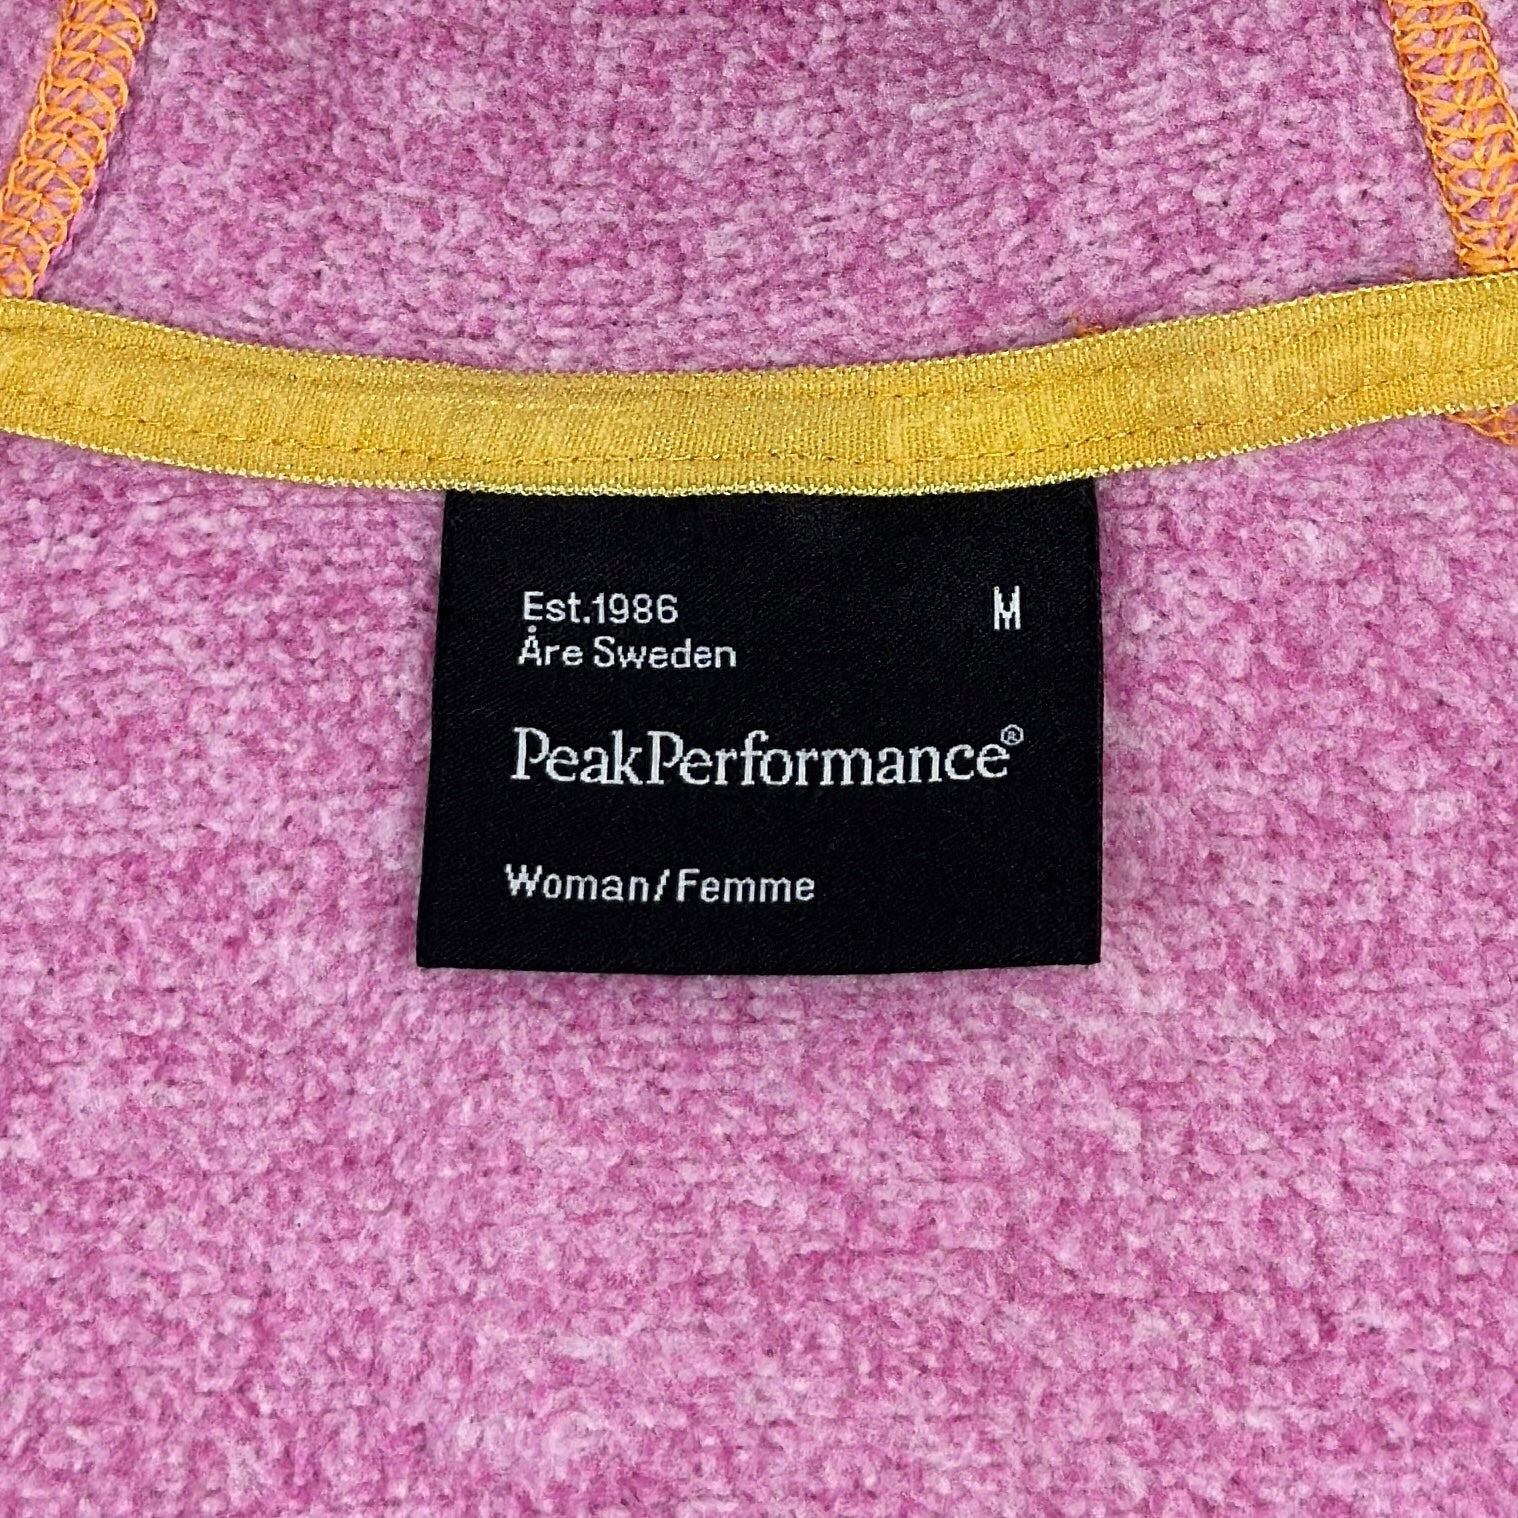 Est.1986 M
Åre Sweden
PeakPerformance®
Woman/Femme